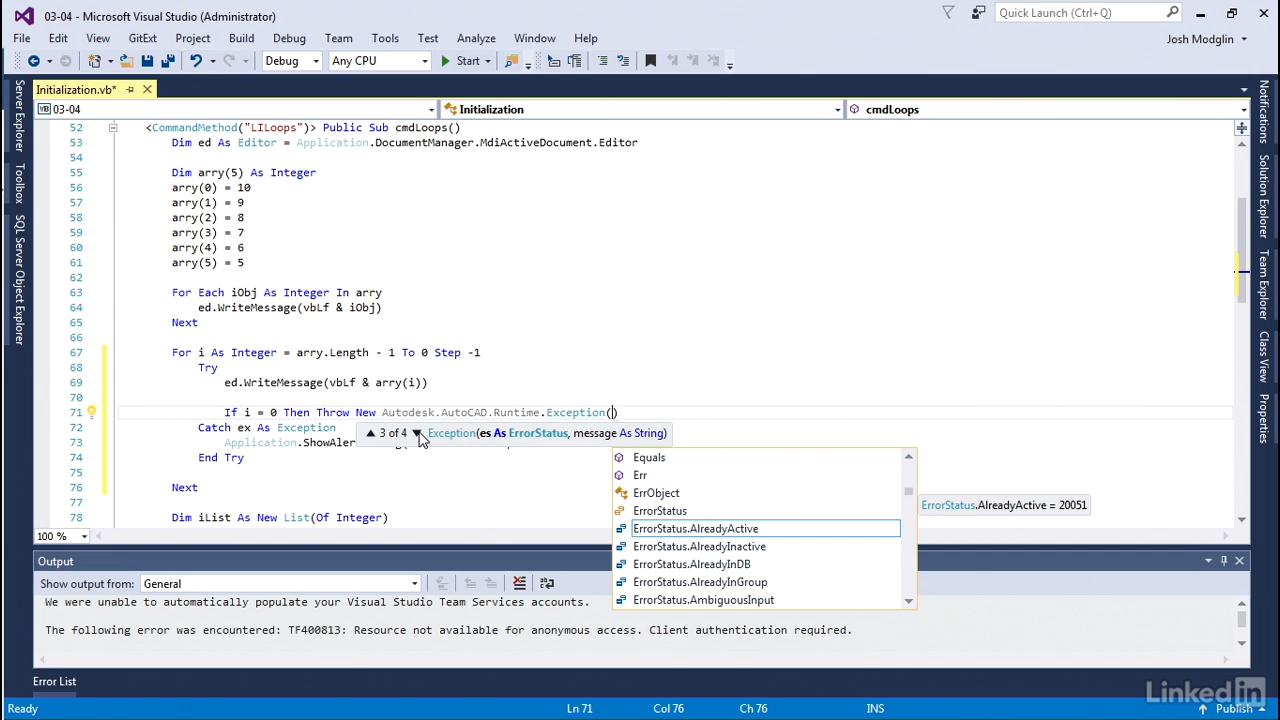 03-04 - Microsoft Visual Studio (Administrator)
Quick Launch (Ctrl+Q)
File Edit View GitExt Project Build Debug Team Tools Test Analyze Window Help
Josh Modglin
Debug Any CPU Start
Server Explorer
Toolbox
SQL Server Object Explorer
Initialization.vb*
VB 03-04 Initialization cmdLoops
52 <CommandMethod("LILoops")> Public Sub cmdLoops()
53 Dim ed As Editor = Application.DocumentManager.MdiActiveDocument.Editor
54
55 Dim arry(5) As Integer
56 arry(0) = 10
57 arry(1) = 9
58 arry(2) = 8
59 arry(3) = 7
60 arry(4) = 6
61 arry(5) = 5
62
63 For Each iObj As Integer In arry
64 ed.WriteMessage(vbLf & iObj)
65 Next
66
67 For i As Integer = arry.Length - 1 To 0 Step -1
68 Try
69 ed.WriteMessage(vbLf & arry(i))
70
71 If i = 0 Then Throw New Autodesk.AutoCAD.Runtime.Exception()
72 Catch ex As Exception
3 of 4 Exception(es As ErrorStatus, message As String)
73 Application.ShowAler
74 End Try
75
76 Next
77
78 Dim iList As New List(Of Integer)
Equals
Err
ErrObject
ErrorStatus
ErrorStatus.AlreadyActive
ErrorStatus.AlreadyInactive
ErrorStatus.AlreadyInDB
ErrorStatus.AlreadyInGroup
ErrorStatus.AmbiguousInput
ErrorStatus.AlreadyActive = 20051
100 %
Notifications
Solution Explorer
Team Explorer
Class View
Properties
Output
Show output from: General
We were unable to automatically populate your Visual Studio Team Services accounts.
The following error was encountered: TF400813: Resource not available for anonymous access. Client authentication required.
Error List
Linked in
Ln 71 Col 76 Ch 76 INS Publish